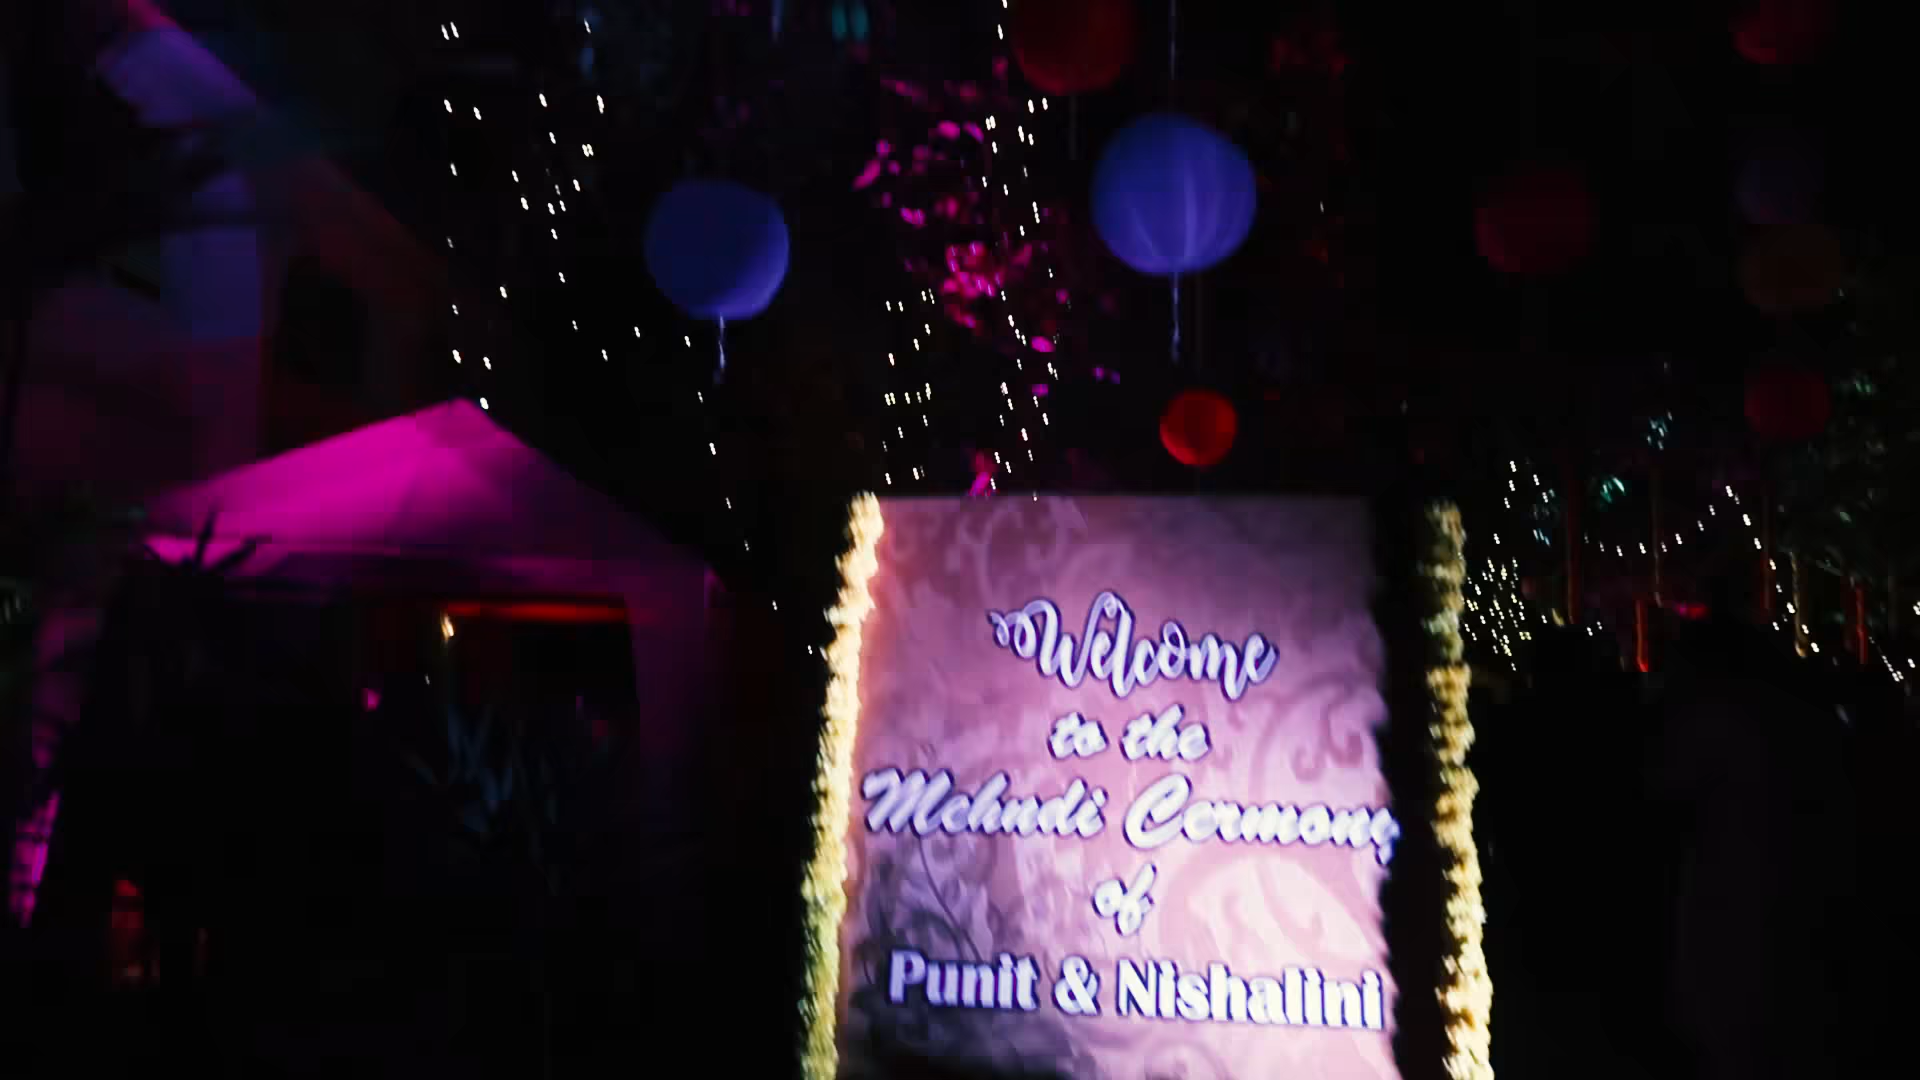 Welcome
to the
Mehndi Cermony
of
Punit & Nishalini